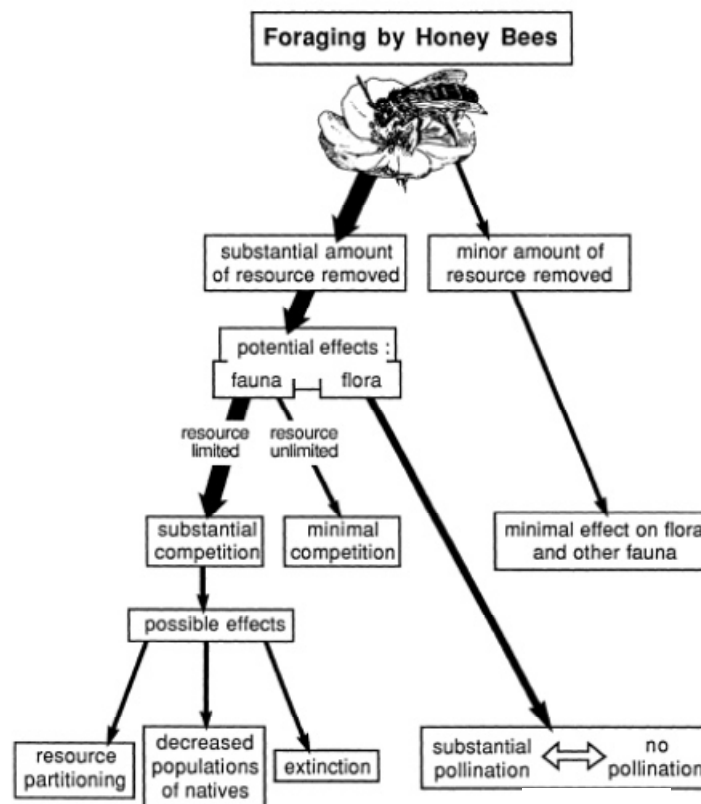 Foraging by Honey Bees
substantial amount
of resource removed
minor amount of
resource removed
potential effects :
fauna
flora
resource
limited
resource
unlimited
substantial
competition
minimal
competition
minimal effect on flora
and other fauna
possible effects
resource
partitioning
decreased
populations
of natives
extinction
substantial
pollination
no
pollination